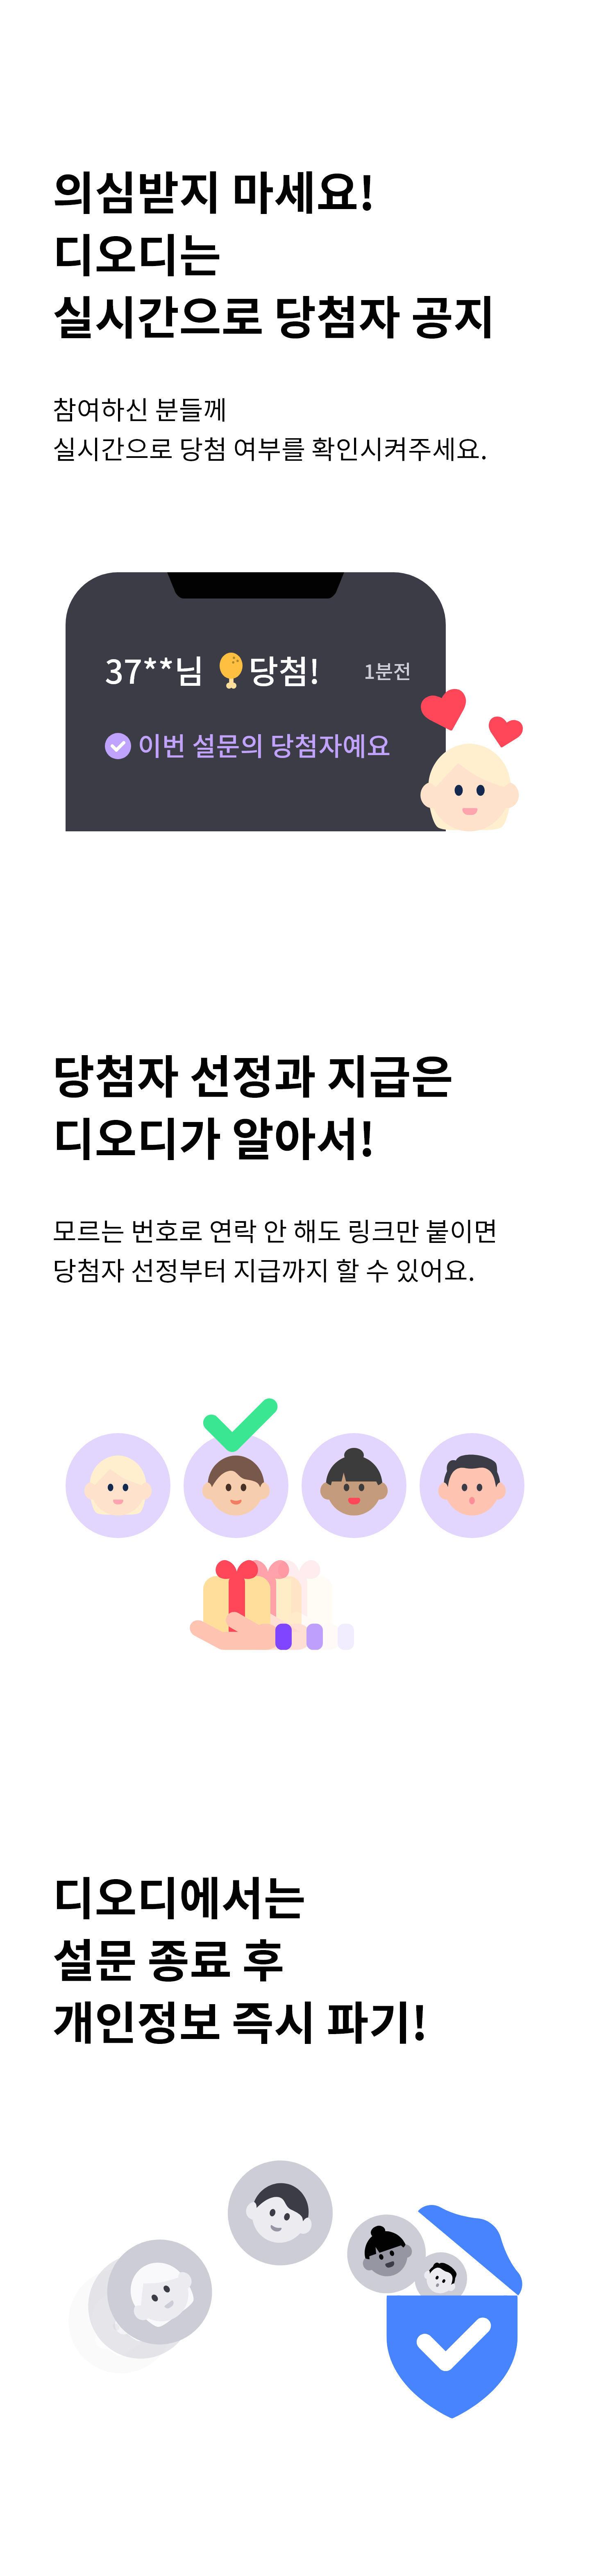 의심받지 마세요!
디오디는
실시간으로 당첨자 공지
참여하신 분들께
실시간으로 당첨 여부를 확인시켜주세요.
37**님 🍗당첨! 1분전
이번 설문의 당첨자예요
당첨자 선정과 지급은
디오디가 알아서!
모르는 번호로 연락 안 해도 링크만 붙이면
당첨자 선정부터 지급까지 할 수 있어요.
디오디에서는
설문 종료 후
개인정보 즉시 파기!